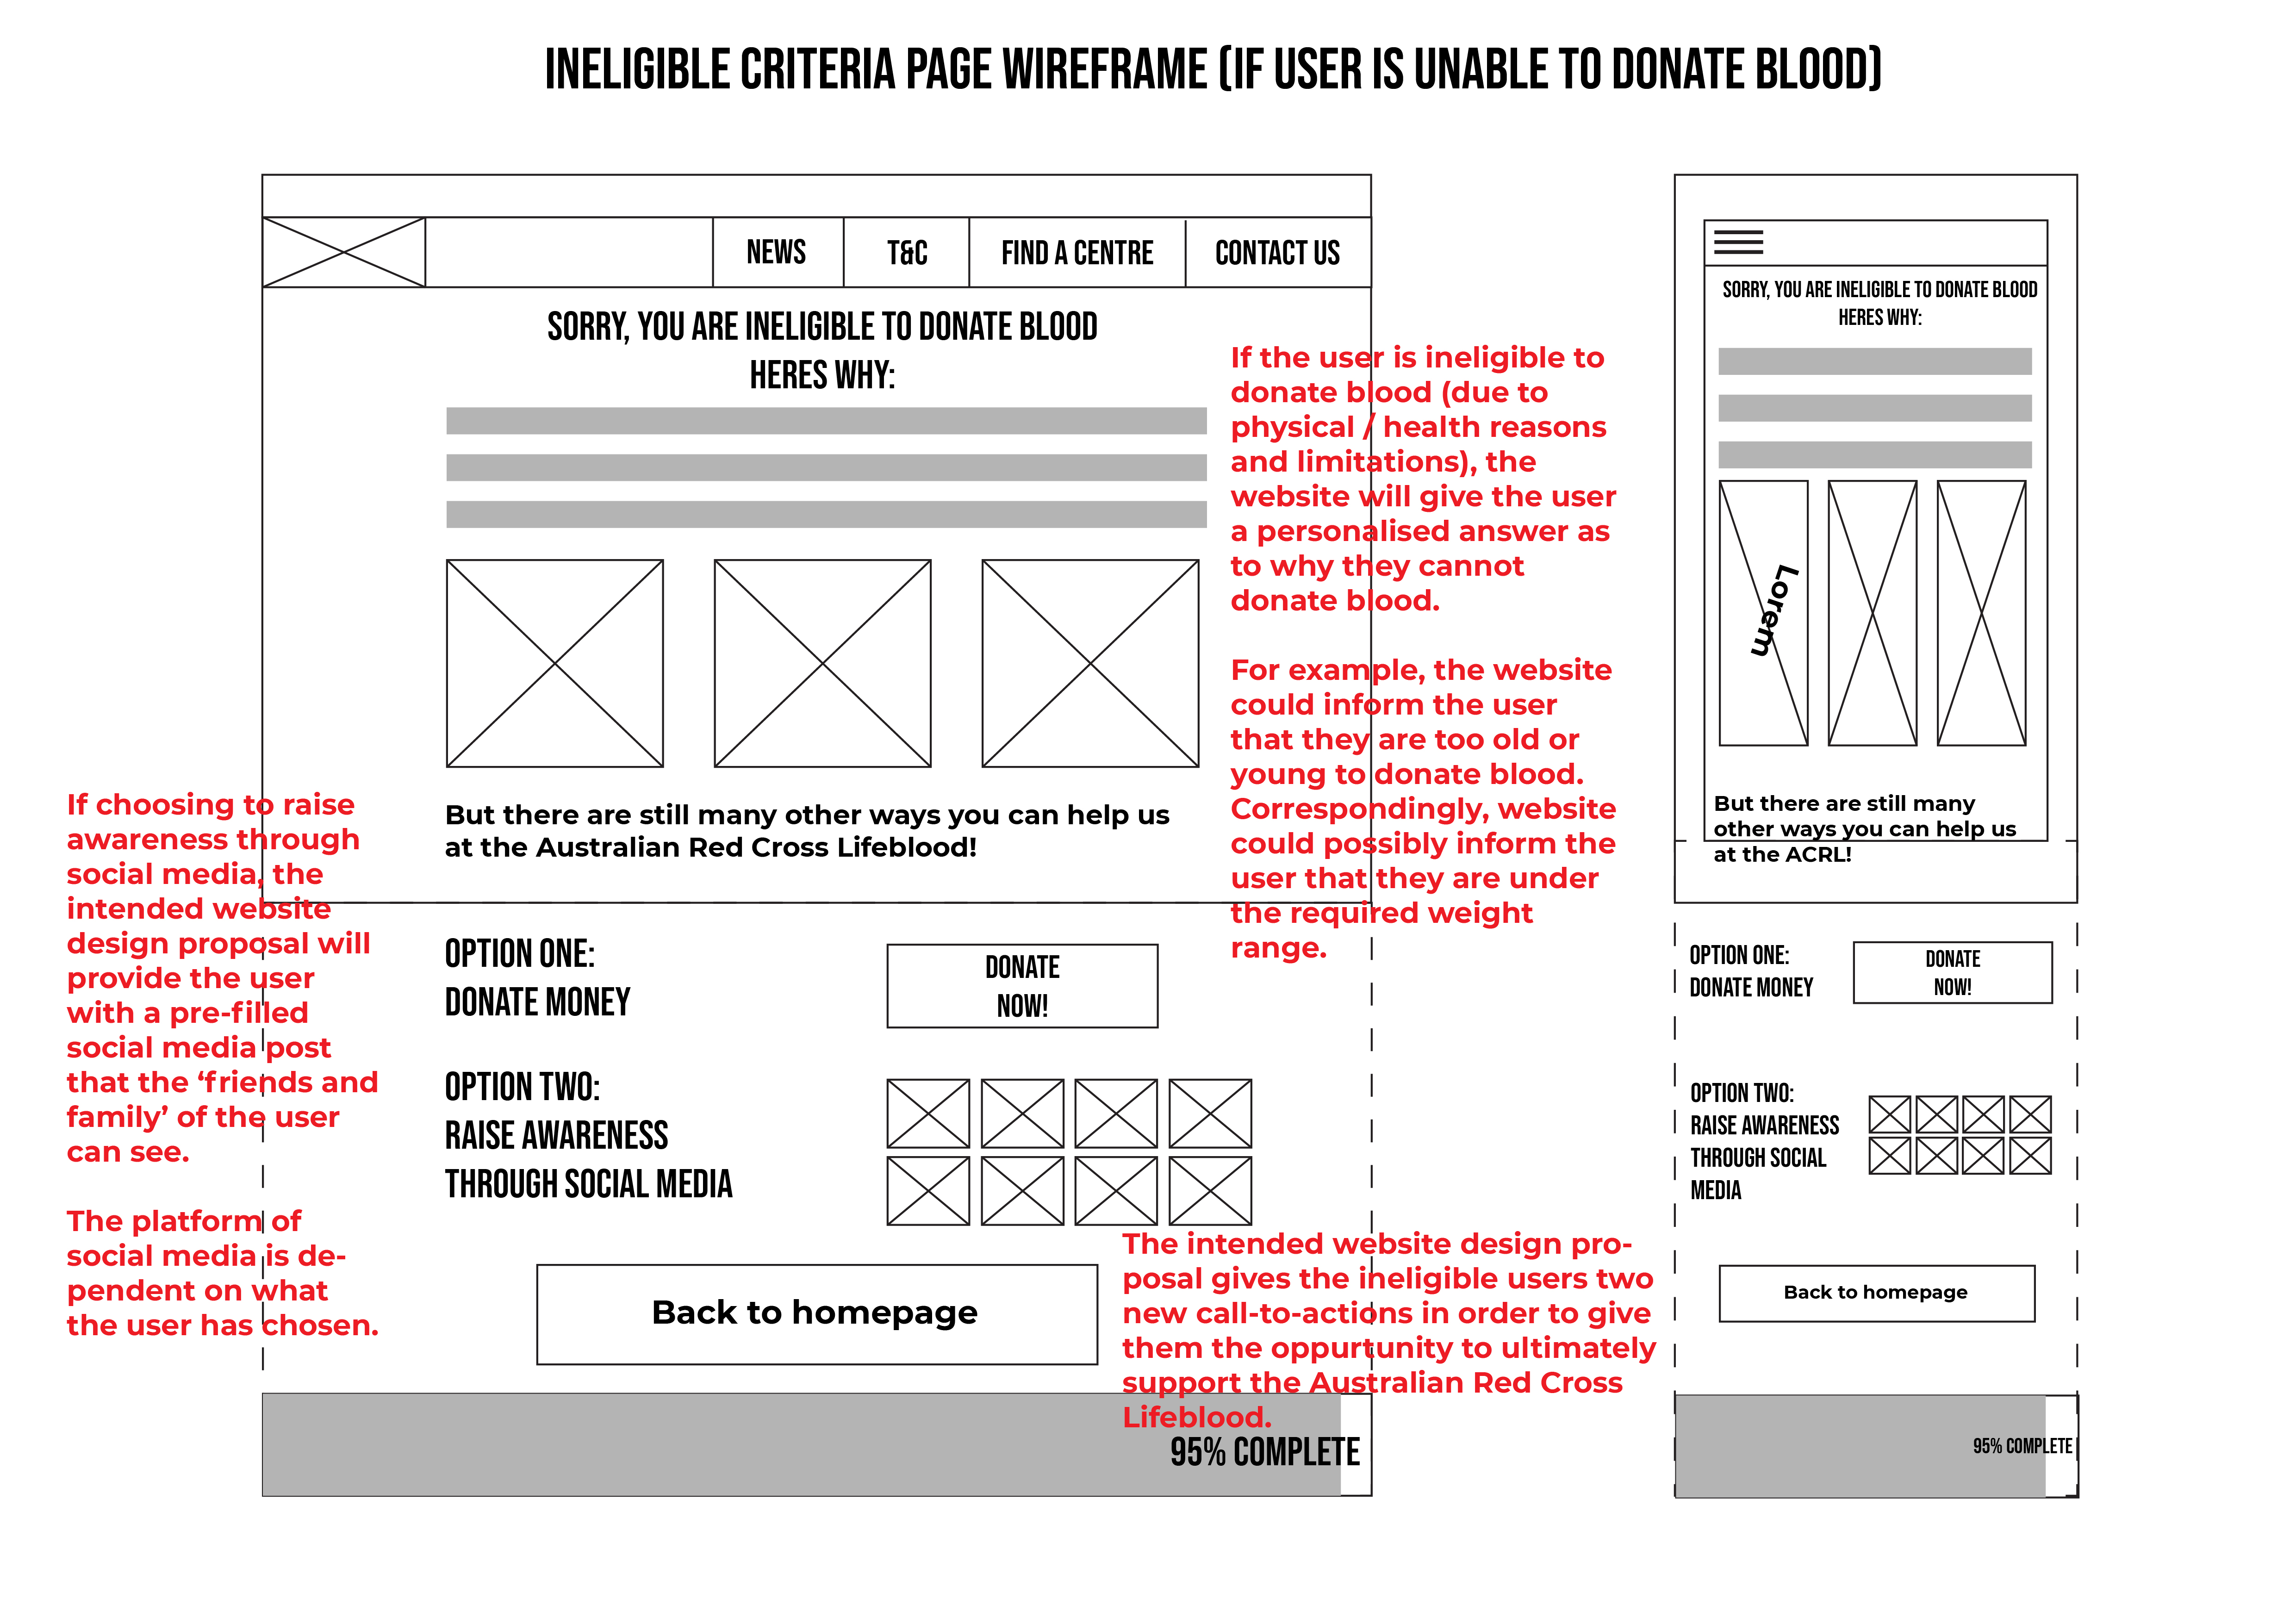 INELIGIBLE CRITERIA PAGE WIREFRAME (IF USER IS UNABLE TO DONATE BLOOD)
NEWS
T&C
FIND A CENTRE
CONTACT US
SORRY, YOU ARE INELIGIBLE TO DONATE BLOOD
HERES WHY:
But there are still many other ways you can help us
at the Australian Red Cross Lifeblood!
OPTION ONE:
DONATE MONEY
DONATE
NOW!
OPTION TWO:
RAISE AWARENESS
THROUGH SOCIAL MEDIA
Back to homepage
95% COMPLETE
If choosing to raise
awareness through
social media, the
intended website
design proposal will
provide the user
with a pre-filled
social media post
that the ‘friends and
family’ of the user
can see.
The platform of
social media is de-
pendent on what
the user has chosen.
If the user is ineligible to
donate blood (due to
physical / health reasons
and limitations), the
website will give the user
a personalised answer as
to why they cannot
donate blood.
For example, the website
could inform the user
that they are too old or
young to donate blood.
Correspondingly, website
could possibly inform the
user that they are under
the required weight
range.
The intended website design pro-
posal gives the ineligible users two
new call-to-actions in order to give
them the oppurtunity to ultimately
support the Australian Red Cross
Lifeblood.
SORRY, YOU ARE INELIGIBLE TO DONATE BLOOD
HERES WHY:
Lorem
But there are still many
other ways you can help us
at the ACRL!
OPTION ONE:
DONATE MONEY
DONATE
NOW!
OPTION TWO:
RAISE AWARENESS
THROUGH SOCIAL
MEDIA
Back to homepage
95% COMPLETE